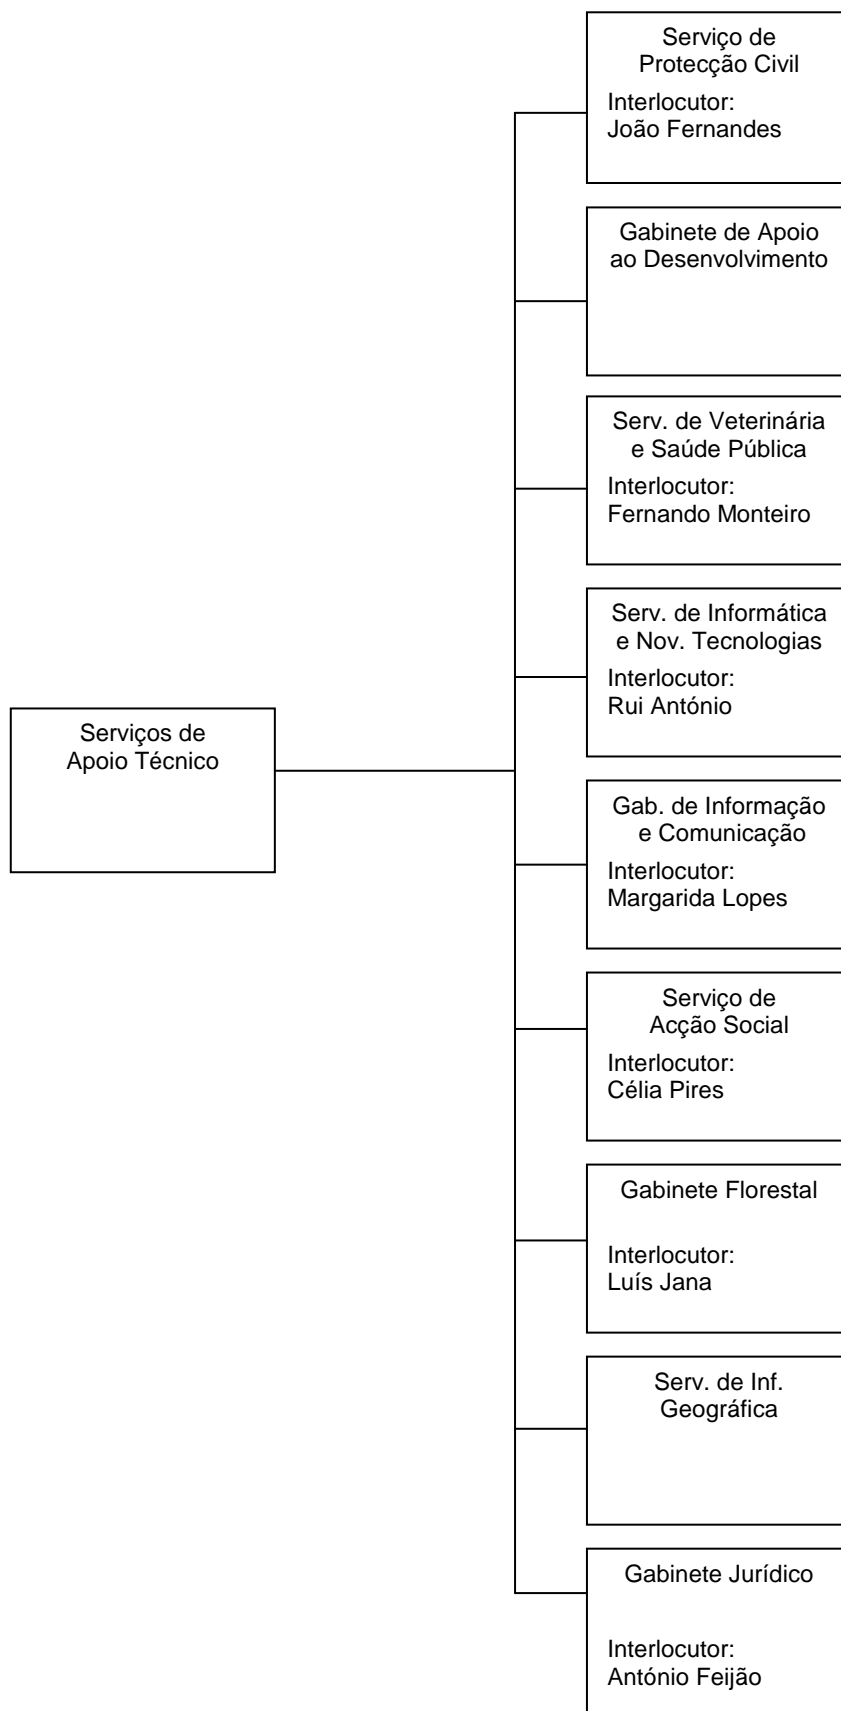 Serviço de
Protecção Civil
Interlocutor:
João Fernandes
Gabinete de Apoio
ao Desenvolvimento
Serv. de Veterinária
e Saúde Pública
Interlocutor:
Fernando Monteiro
Serv. de Informática
e Nov. Tecnologias
Interlocutor:
Rui António
Serviços de
Apoio Técnico
Gab. de Informação
e Comunicação
Interlocutor:
Margarida Lopes
Serviço de
Acção Social
Interlocutor:
Célia Pires
Gabinete Florestal
Interlocutor:
Luís Jana
Serv. de Inf.
Geográfica
Gabinete Jurídico
Interlocutor:
António Feijão